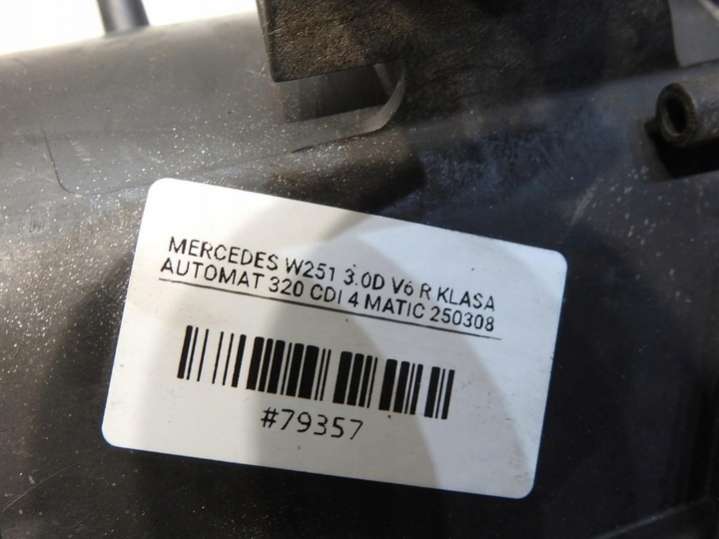 MERCEDES W251 3.0D V6 R KLASA
AUTOMAT 320 CDI 4 MATIC 250308
#79357